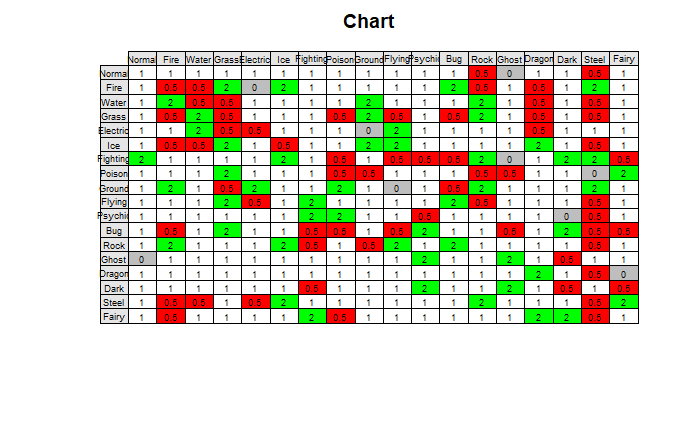 Chart
Normal Fire Water Grass Electric Ice Fighting Poison Ground Flying Psychic Bug Rock Ghost Dragon Dark Steel Fairy
Normal 1 1 1 1 1 1 1 1 1 1 1 1 0.5 0 1 1 0.5 1
Fire 1 0.5 0.5 2 0 2 1 1 1 1 1 2 0.5 1 0.5 1 2 1
Water 1 2 0.5 0.5 1 1 1 1 2 1 1 1 2 1 0.5 1 0.5 1
Grass 1 0.5 2 0.5 1 1 1 0.5 2 0.5 1 0.5 2 1 0.5 1 0.5 1
Electric 1 1 2 0.5 0.5 1 1 1 0 2 1 1 1 1 0.5 1 1 1
Ice 1 0.5 0.5 2 1 0.5 1 1 2 2 1 1 1 1 2 1 0.5 1
Fighting 2 1 1 1 1 2 1 0.5 1 0.5 0.5 0.5 2 0 1 2 2 0.5
Poison 1 1 1 2 1 1 1 0.5 0.5 1 1 1 0.5 0.5 1 1 0 2
Ground 1 2 1 0.5 2 1 1 2 1 0 1 0.5 2 1 1 1 2 1
Flying 1 1 1 2 0.5 1 2 1 1 1 1 2 0.5 1 1 1 0.5 1
Psychic 1 1 1 1 1 1 2 2 1 1 0.5 1 1 1 1 0 0.5 1
Bug 1 0.5 1 2 1 1 0.5 0.5 1 0.5 2 1 1 0.5 1 2 0.5 0.5
Rock 1 2 1 1 1 2 0.5 1 0.5 2 1 2 1 1 1 1 0.5 1
Ghost 0 1 1 1 1 1 1 1 1 1 2 1 1 2 1 0.5 1 1
Dragon 1 1 1 1 1 1 1 1 1 1 1 1 1 1 2 1 0.5 0
Dark 1 1 1 1 1 1 0.5 1 1 1 2 1 1 2 1 0.5 1 0.5
Steel 1 0.5 0.5 1 0.5 2 1 1 1 1 1 1 2 1 1 1 0.5 2
Fairy 1 0.5 1 1 1 1 2 0.5 1 1 1 1 1 1 2 2 0.5 1